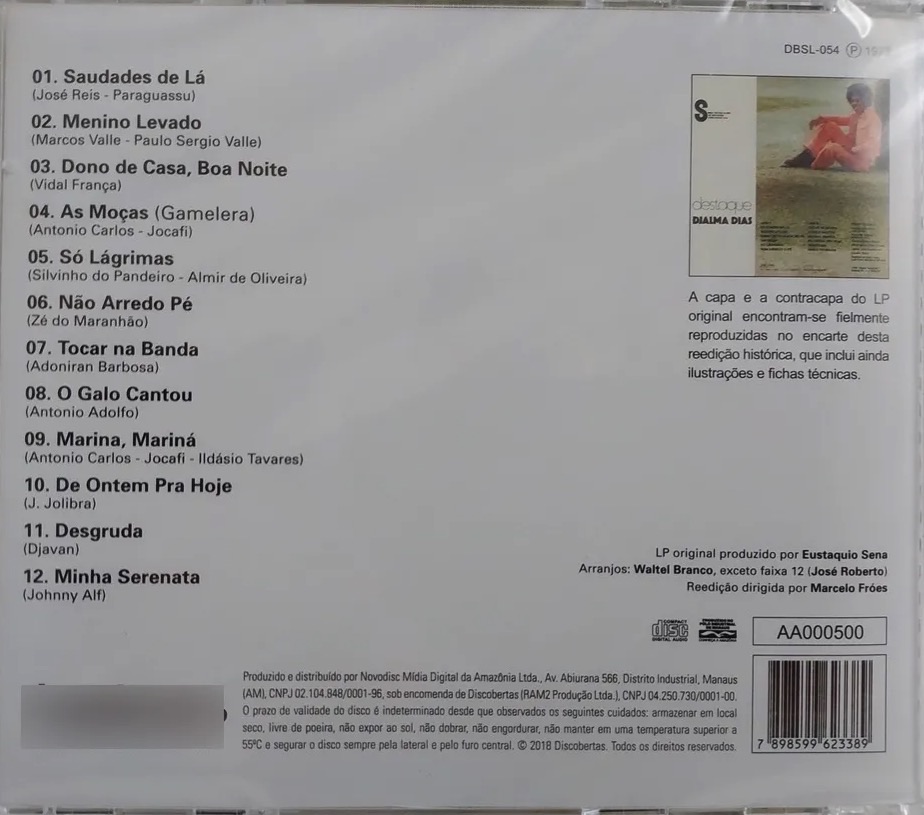 DBSL-054 Ⓟ
01. Saudades de Lá
(José Reis - Paraguassu)
02. Menino Levado
(Marcos Valle - Paulo Sergio Valle)
03. Dono de Casa, Boa Noite
(Vidal França)
04. As Moças (Gamelera)
(Antonio Carlos - Jocafi)
05. Só Lágrimas
(Silvinho do Pandeiro - Almir de Oliveira)
06. Não Arredo Pé
(Zé do Maranhão)
07. Tocar na Banda
(Adoniran Barbosa)
08. O Galo Cantou
(Antonio Adolfo)
09. Marina, Mariná
(Antonio Carlos - Jocafi - Ildásio Tavares)
10. De Ontem Pra Hoje
(J. Jolibra)
11. Desgruda
(Djavan)
12. Minha Serenata
(Johnny Alf)
S
destaque
DJALMA DIAS
A capa e a contracapa do LP
original encontram-se fielmente
reproduzidas no encarte desta
reedição histórica, que inclui ainda
ilustrações e fichas técnicas.
LP original produzido por Eustaquio Sena
Arranjos: Waltel Branco, exceto faixa 12 (José Roberto)
Reedição dirigida por Marcelo Fróes
COMPACT
disc
DIGITAL AUDIO
AA000500
Produzido e distribuído por Novodisc Mídia Digital da Amazônia Ltda., Av. Abiurana 566, Distrito Industrial, Manaus
(AM), CNPJ 02.104.848/0001-96, sob encomenda de Discobertas (RAM2 Produção Ltda.), CNPJ 04.250.730/0001-00.
O prazo de validade do disco é indeterminado desde que observados os seguintes cuidados: armazenar em local
seco, livre de poeira, não expor ao sol, não dobrar, não engordurar, não manter em uma temperatura superior a
55ºC e segurar o disco sempre pela lateral e pelo furo central. © 2018 Discobertas. Todos os direitos reservados.
7 898599 623389